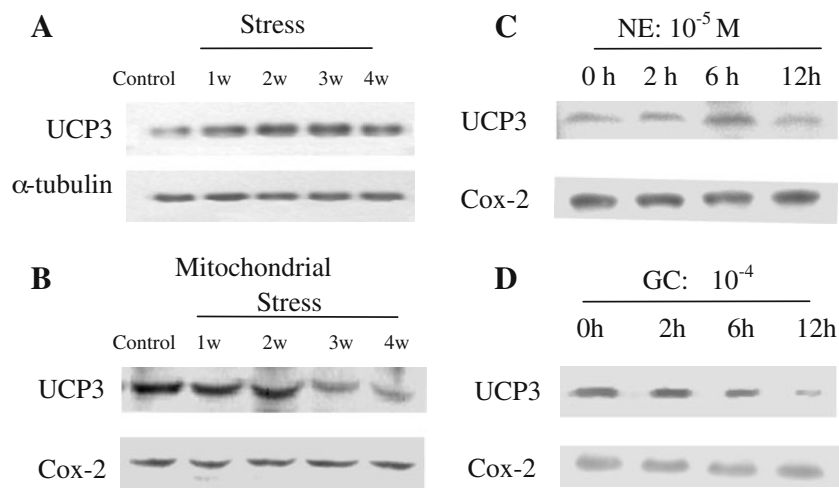 A
Stress
Control 1w 2w 3w 4w
UCP3
α-tubulin
B
Mitochondrial
Stress
Control 1w 2w 3w 4w
UCP3
Cox-2
C
NE: 10⁻⁵ M
0 h 2 h 6 h 12h
UCP3
Cox-2
D
GC: 10⁻⁴
0h 2h 6h 12h
UCP3
Cox-2